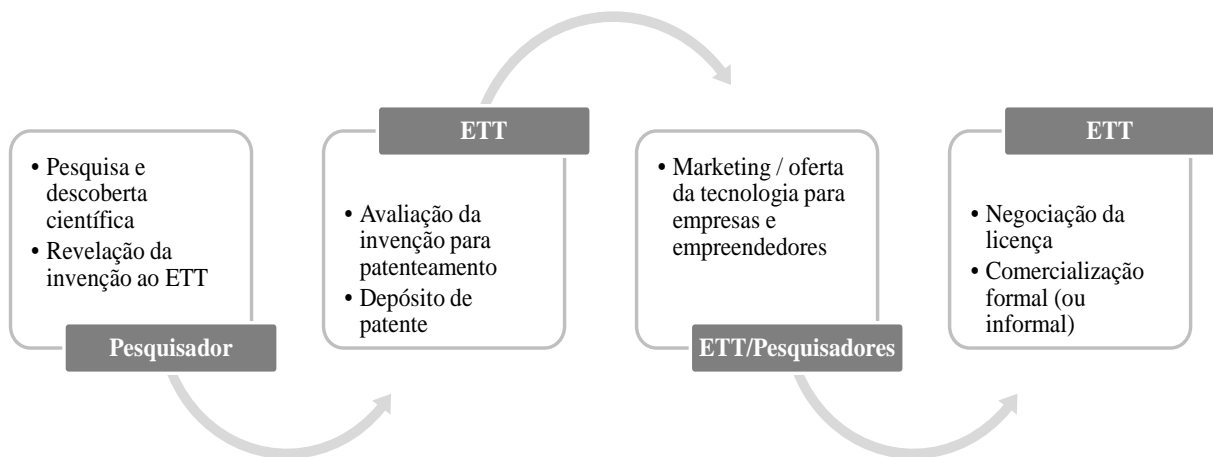 • Pesquisa e
descoberta
científica
• Revelação da
invenção ao ETT
Pesquisador
ETT
• Avaliação da
invenção para
patenteamento
• Depósito de
patente
• Marketing / oferta
da tecnologia para
empresas e
empreendedores
ETT/Pesquisadores
ETT
• Negociação da
licença
• Comercialização
formal (ou
informal)